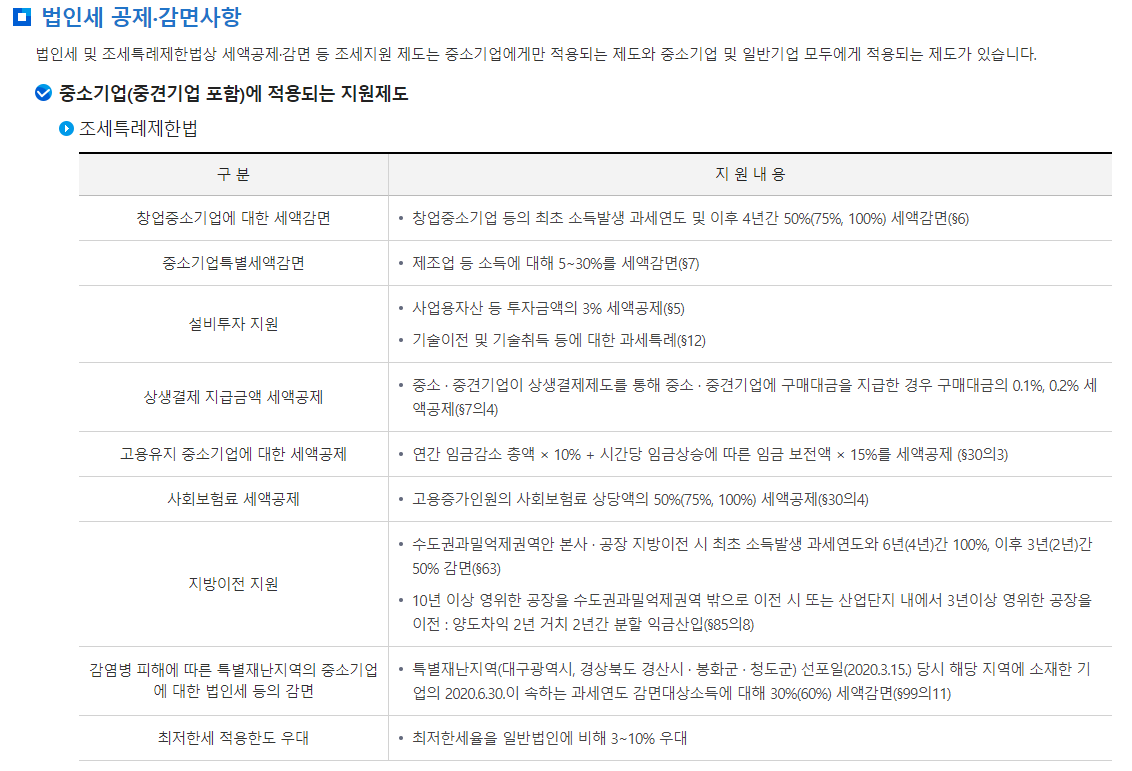 법인세 공제·감면사항
법인세 및 조세특례제한법상 세액공제·감면 등 조세지원 제도는 중소기업에게만 적용되는 제도와 중소기업 및 일반기업 모두에게 적용되는 제도가 있습니다.
중소기업(중견기업 포함)에 적용되는 지원제도
조세특례제한법
구 분
지 원 내 용
창업중소기업에 대한 세액감면
• 창업중소기업 등의 최초 소득발생 과세연도 및 이후 4년간 50%(75%, 100%) 세액감면(§6)
중소기업특별세액감면
• 제조업 등 소득에 대해 5~30%를 세액감면(§7)
설비투자 지원
• 사업용자산 등 투자금액의 3% 세액공제(§5)
• 기술이전 및 기술취득 등에 대한 과세특례(§12)
상생결제 지급금액 세액공제
• 중소 · 중견기업이 상생결제제도를 통해 중소 · 중견기업에 구매대금을 지급한 경우 구매대금의 0.1%, 0.2% 세
액공제(§7의4)
고용유지 중소기업에 대한 세액공제
• 연간 임금감소 총액 × 10% + 시간당 임금상승에 따른 임금 보전액 × 15%를 세액공제 (§30의3)
사회보험료 세액공제
• 고용증가인원의 사회보험료 상당액의 50%(75%, 100%) 세액공제(§30의4)
지방이전 지원
• 수도권과밀억제권역안 본사 · 공장 지방이전 시 최초 소득발생 과세연도와 6년(4년)간 100%, 이후 3년(2년)간
50% 감면(§63)
• 10년 이상 영위한 공장을 수도권과밀억제권역 밖으로 이전 시 또는 산업단지 내에서 3년이상 영위한 공장을
이전 : 양도차익 2년 거치 2년간 분할 익금산입(§85의8)
감염병 피해에 따른 특별재난지역의 중소기업
에 대한 법인세 등의 감면
• 특별재난지역(대구광역시, 경상북도 경산시 · 봉화군 · 청도군) 선포일(2020.3.15.) 당시 해당 지역에 소재한 기
업의 2020.6.30.이 속하는 과세연도 감면대상소득에 대해 30%(60%) 세액감면(§99의11)
최저한세 적용한도 우대
• 최저한세율을 일반법인에 비해 3~10% 우대